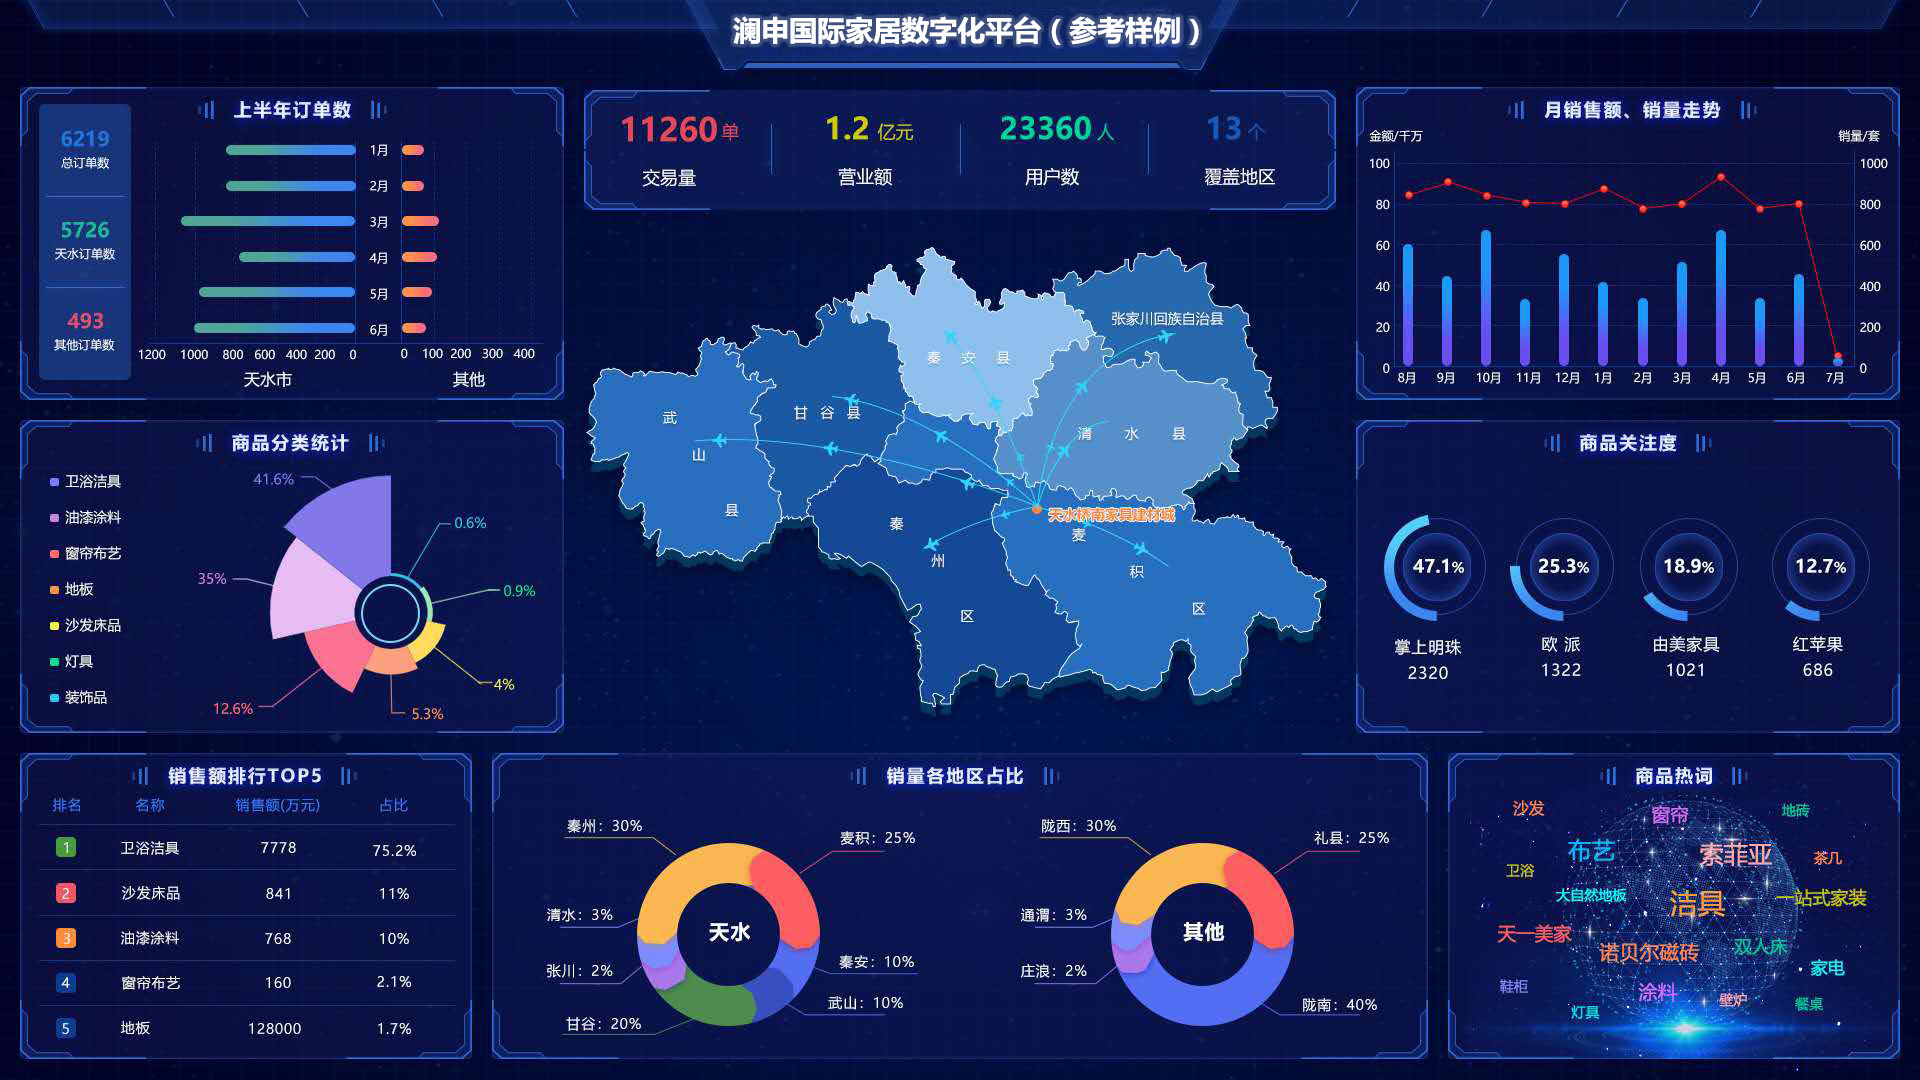 澜申国际家居数字化平台（参考样例）
上半年订单数
6219
总订单数
5726
天水订单数
493
其他订单数
1月
2月
3月
4月
5月
6月
1200 1000 800 600 400 200 0
0 100 200 300 400
天水市
其他
11260单
交易量
1.2 亿元
营业额
23360人
用户数
13个
覆盖地区
月销售额、销量走势
金额/千万
销量/套
100
80
60
40
20
0
1000
800
600
400
200
0
8月 9月 10月 11月 12月 1月 2月 3月 4月 5月 6月 7月
商品分类统计
卫浴洁具
油漆涂料
窗帘布艺
地板
沙发床品
灯具
装饰品
41.6%
0.6%
35%
0.9%
4%
12.6%
5.3%
张家川回族自治县
秦安县
甘谷县
武山县
清水县
天水桥南家具建材城
秦州区
麦积区
商品关注度
47.1%
掌上明珠
2320
25.3%
欧派
1322
18.9%
由美家具
1021
12.7%
红苹果
686
销售额排行TOP5
排名 名称 销售额(万元) 占比
1 卫浴洁具 7778 75.2%
2 沙发床品 841 11%
3 油漆涂料 768 10%
4 窗帘布艺 160 2.1%
5 地板 128000 1.7%
销量各地区占比
天水
秦州：30%
麦积：25%
清水：3%
张川：2%
秦安：10%
武山：10%
甘谷：20%
其他
陇西：30%
礼县：25%
通渭：3%
庄浪：2%
陇南：40%
商品热词
沙发
窗帘
地砖
布艺
索菲亚
茶几
卫浴
大自然地板
洁具
一站式家装
天一美家
诺贝尔磁砖
双人床
家电
鞋柜
涂料
壁炉
餐桌
灯具